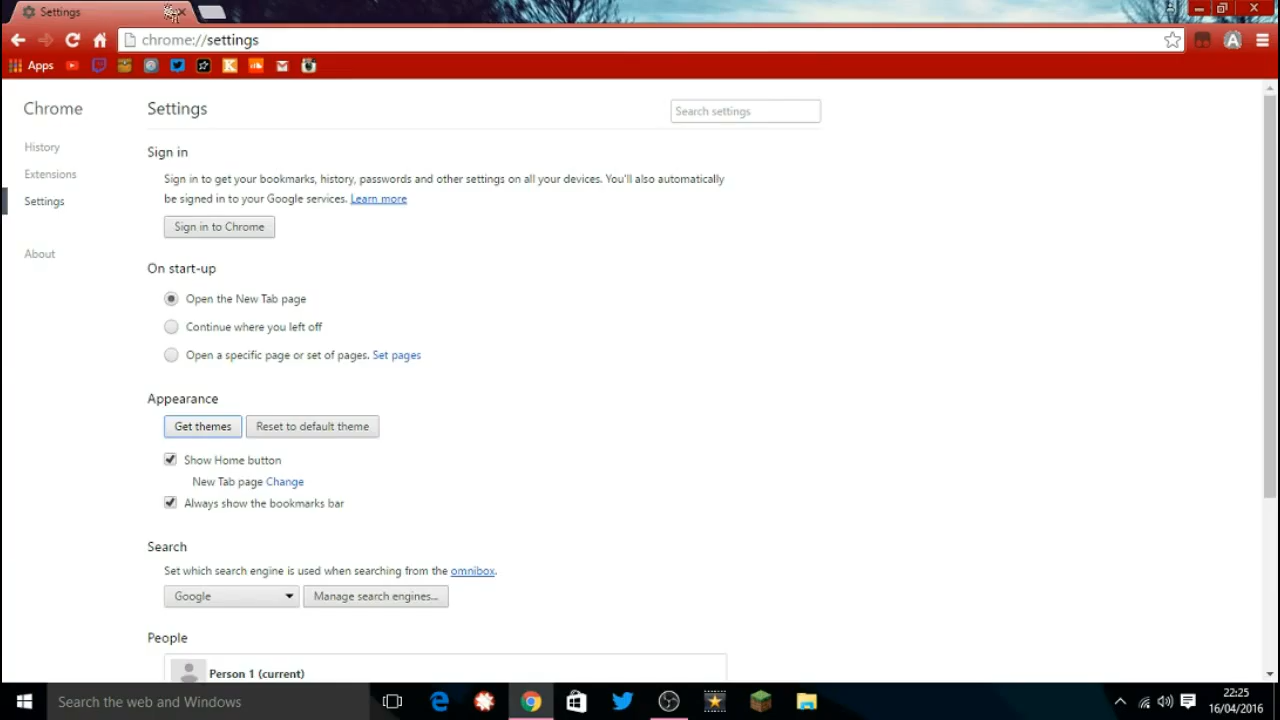 Settings
chrome://settings
Apps
Chrome
Settings
Search settings
History
Extensions
Settings
About
Sign in
Sign in to get your bookmarks, history, passwords and other settings on all your devices. You'll also automatically
be signed in to your Google services. Learn more
Sign in to Chrome
On start-up
Open the New Tab page
Continue where you left off
Open a specific page or set of pages. Set pages
Appearance
Get themes
Reset to default theme
Show Home button
New Tab page Change
Always show the bookmarks bar
Search
Set which search engine is used when searching from the omnibox.
Google
Manage search engines...
People
Person 1 (current)
Search the web and Windows
22:25
16/04/2016